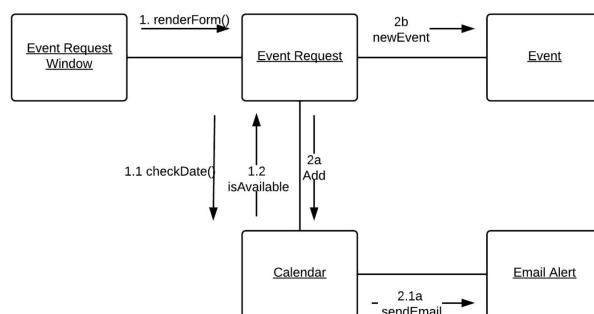 1. renderForm()
2b
newEvent
Event Request
Window
Event Request
Event
1.1 checkDate()
1.2
isAvailable
2a
Add
Calendar
Email Alert
2.1a
sendEmail